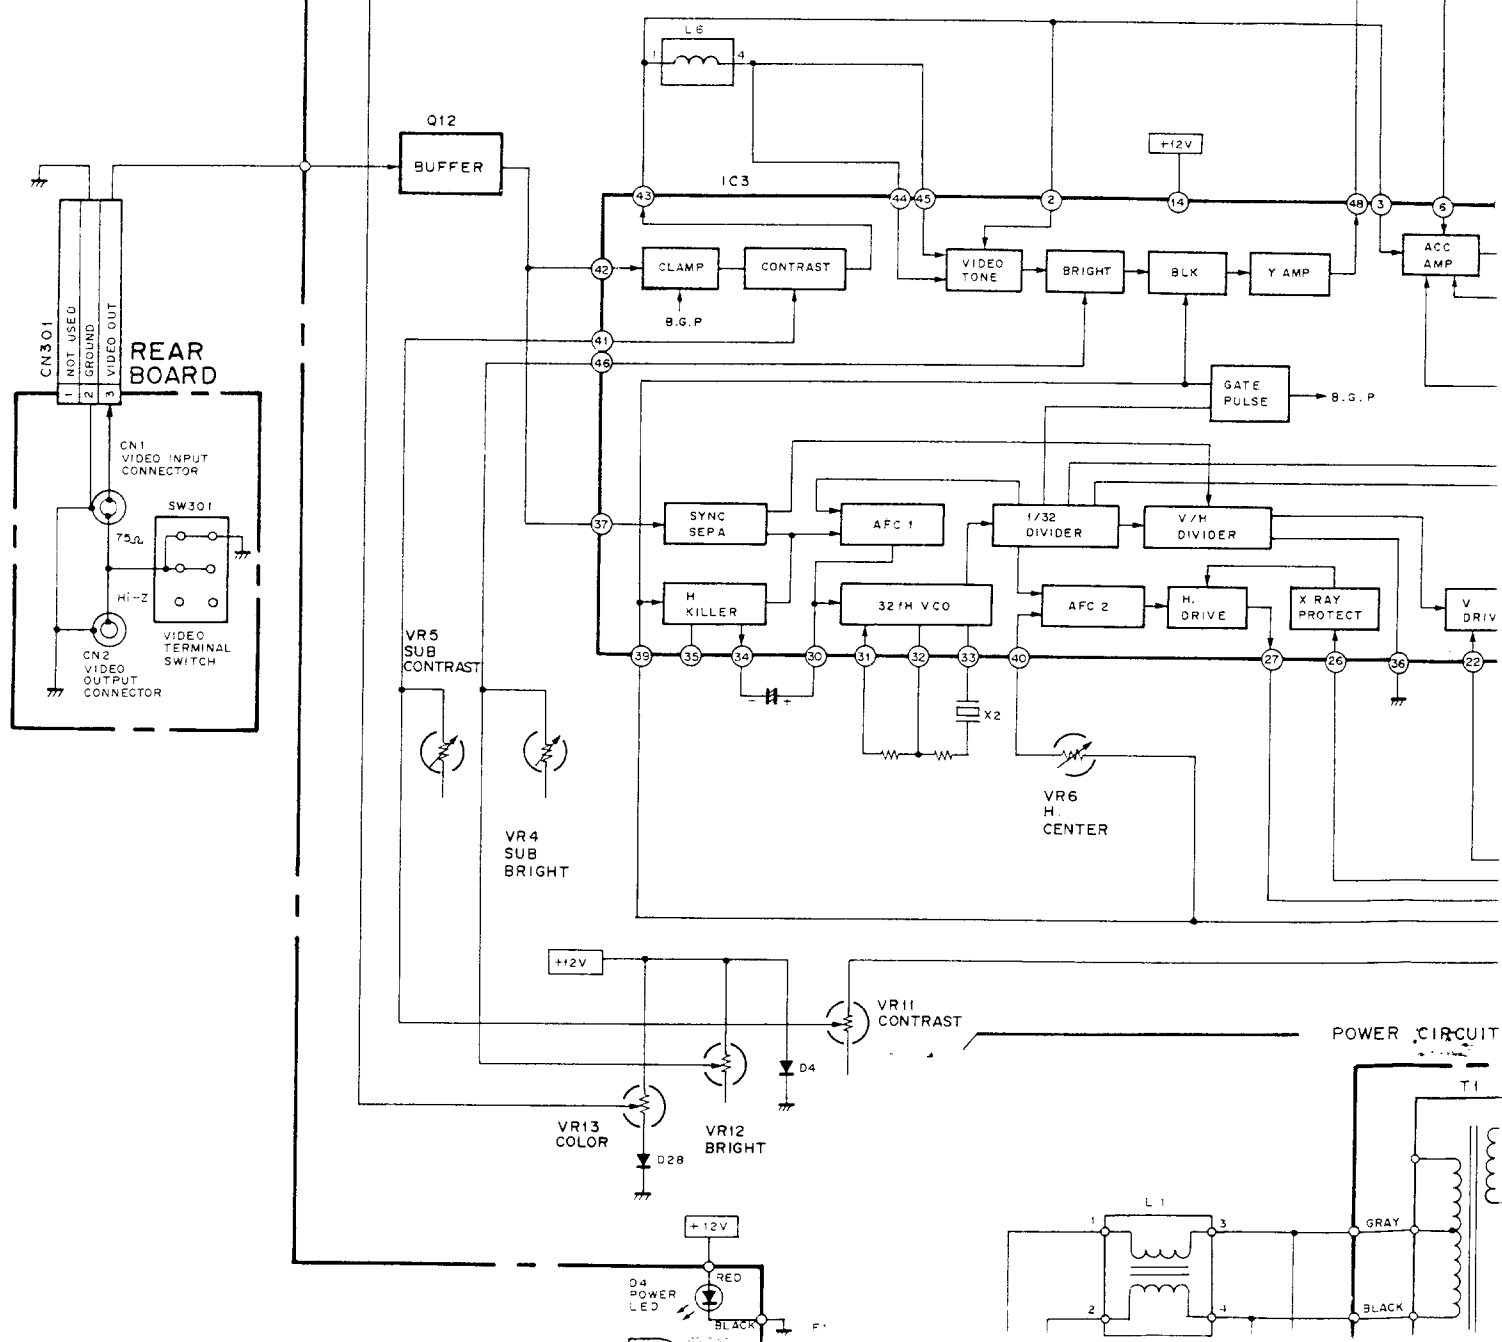 L6
1
4
Q12
BUFFER
+12V
IC3
43
44
45
2
14
48
3
6
CLAMP
CONTRAST
VIDEO
TONE
BRIGHT
BLK
Y AMP
ACC
AMP
42
B.G.P
41
46
CN301
1
NOT USED
2
GROUND
3
VIDEO OUT
REAR
BOARD
GATE
PULSE
B.G.P
CN1
VIDEO INPUT
CONNECTOR
SW301
75Ω
Hi-Z
VIDEO
TERMINAL
SWITCH
CN2
VIDEO
OUTPUT
CONNECTOR
37
SYNC
SEPA
AFC 1
1/32
DIVIDER
V/H
DIVIDER
H
KILLER
32fH VCO
AFC 2
H.
DRIVE
X RAY
PROTECT
V
DRIV
39
35
34
30
31
32
33
40
27
26
36
22
VR5
SUB
CONTRAST
- +
X2
VR4
SUB
BRIGHT
VR6
H.
CENTER
+12V
VR11
CONTRAST
D4
VR13
COLOR
VR12
BRIGHT
D28
POWER CIRCUIT
T1
L1
1
3
GRAY
2
4
BLACK
+12V
RED
D4
POWER
LED
BLACK
F1